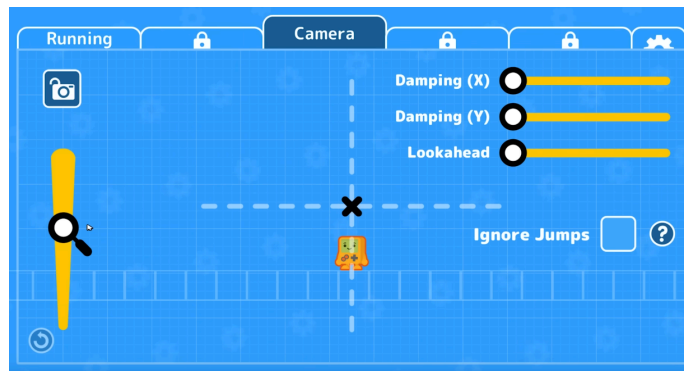 Running
Camera
Damping (X)
Damping (Y)
Lookahead
Ignore Jumps
?